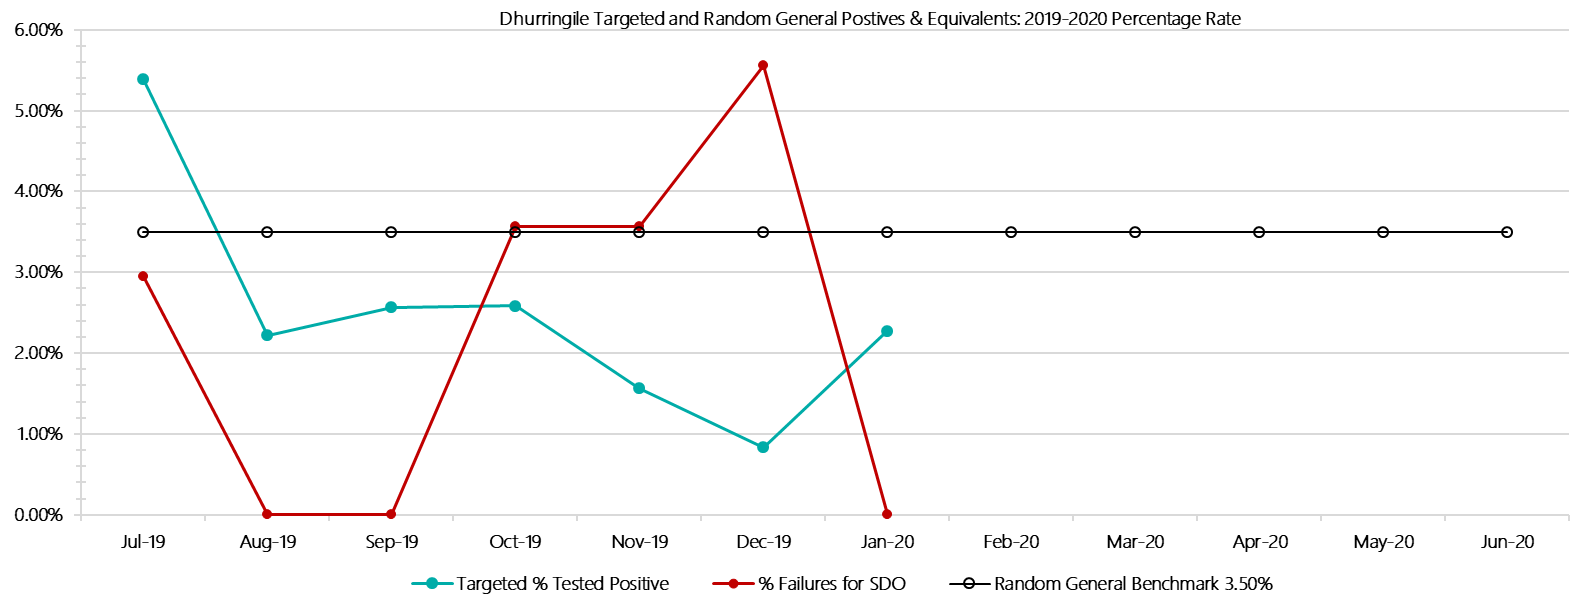 Dhurringile Targeted and Random General Postives & Equivalents: 2019-2020 Percentage Rate
6.00%
5.00%
4.00%
3.00%
2.00%
1.00%
0.00%
Jul-19 Aug-19 Sep-19 Oct-19 Nov-19 Dec-19 Jan-20 Feb-20 Mar-20 Apr-20 May-20 Jun-20
Targeted % Tested Positive % Failures for SDO Random General Benchmark 3.50%